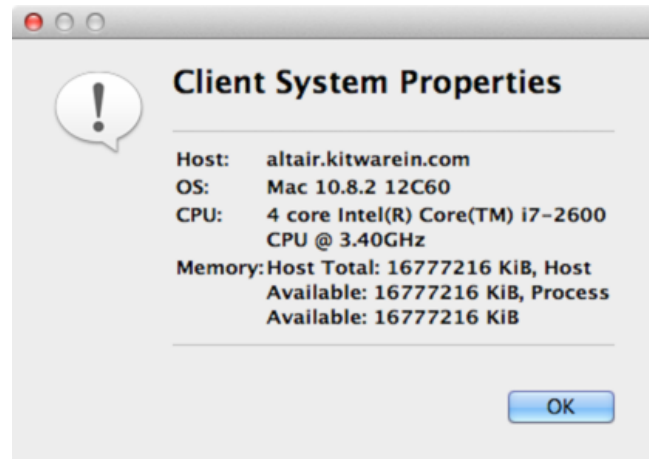 Client System Properties
Host: altair.kitwarein.com
OS: Mac 10.8.2 12C60
CPU: 4 core Intel(R) Core(TM) i7-2600
CPU @ 3.40GHz
Memory: Host Total: 16777216 KiB, Host
Available: 16777216 KiB, Process
Available: 16777216 KiB
OK